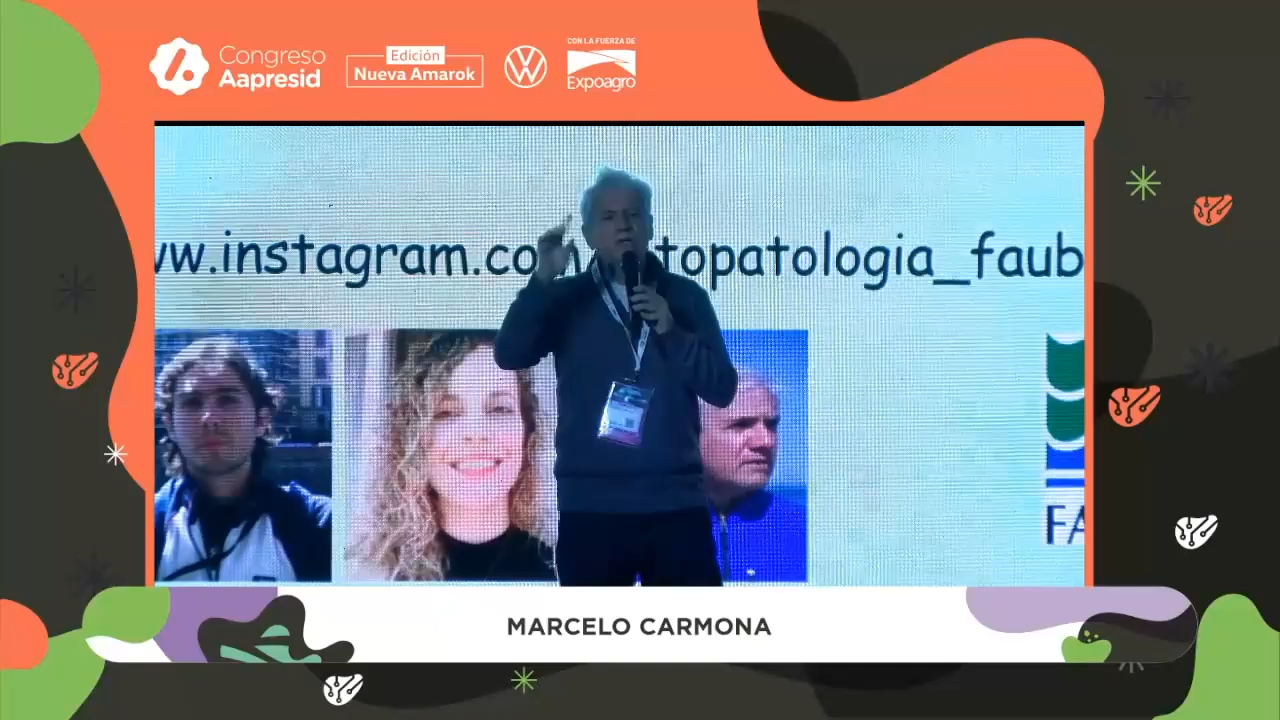 Congreso
Aapresid
Edición
Nueva Amarok
CON LA FUERZA DE
Expoagro
ww.instagram.co topatologia_faub
FA
MARCELO CARMONA